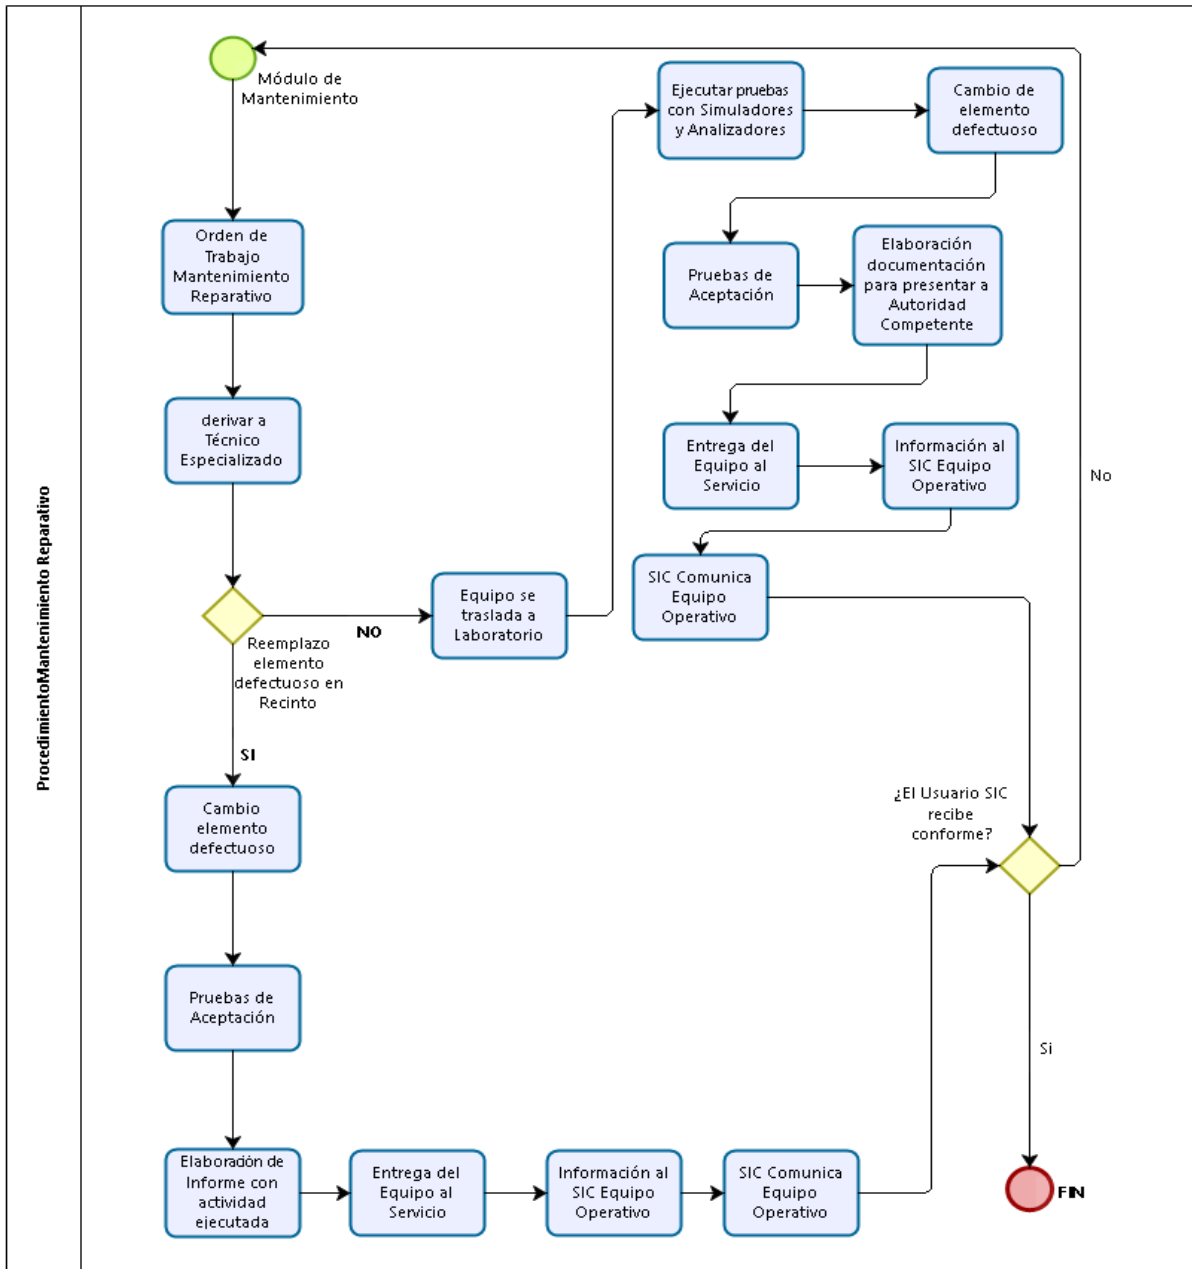 ProcedimientoMantenimiento Reparativo
Módulo de
Mantenimiento
Orden de
Trabajo
Mantenimiento
Reparativo
derivar a
Técnico
Especializado
Reemplazo
elemento
defectuoso en
Recinto
NO
SI
Equipo se
traslada a
Laboratorio
Ejecutar pruebas
con Simuladores
y Analizadores
Cambio de
elemento
defectuoso
Pruebas de
Aceptación
Elaboración
documentación
para presentar a
Autoridad
Competente
Entrega del
Equipo al
Servicio
Información al
SIC Equipo
Operativo
SIC Comunica
Equipo
Operativo
Cambio
elemento
defectuoso
Pruebas de
Aceptación
Elaboración de
Informe con
actividad
ejecutada
Entrega del
Equipo al
Servicio
Información al
SIC Equipo
Operativo
SIC Comunica
Equipo
Operativo
¿El Usuario SIC
recibe
conforme?
No
Si
FIN